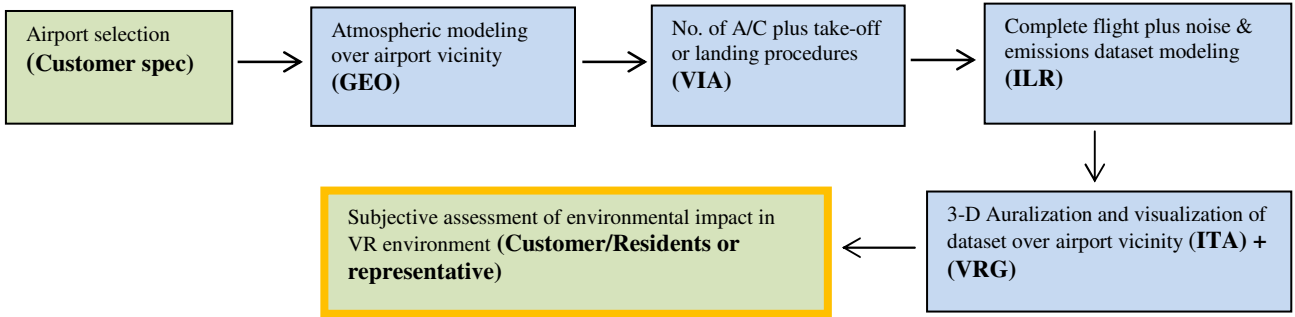 Airport selection
(Customer spec)
Atmospheric modeling
over airport vicinity
(GEO)
No. of A/C plus take-off
or landing procedures
(VIA)
Complete flight plus noise &
emissions dataset modeling
(ILR)
3-D Auralization and visualization of
dataset over airport vicinity (ITA) +
(VRG)
Subjective assessment of environmental impact in
VR environment (Customer/Residents or
representative)